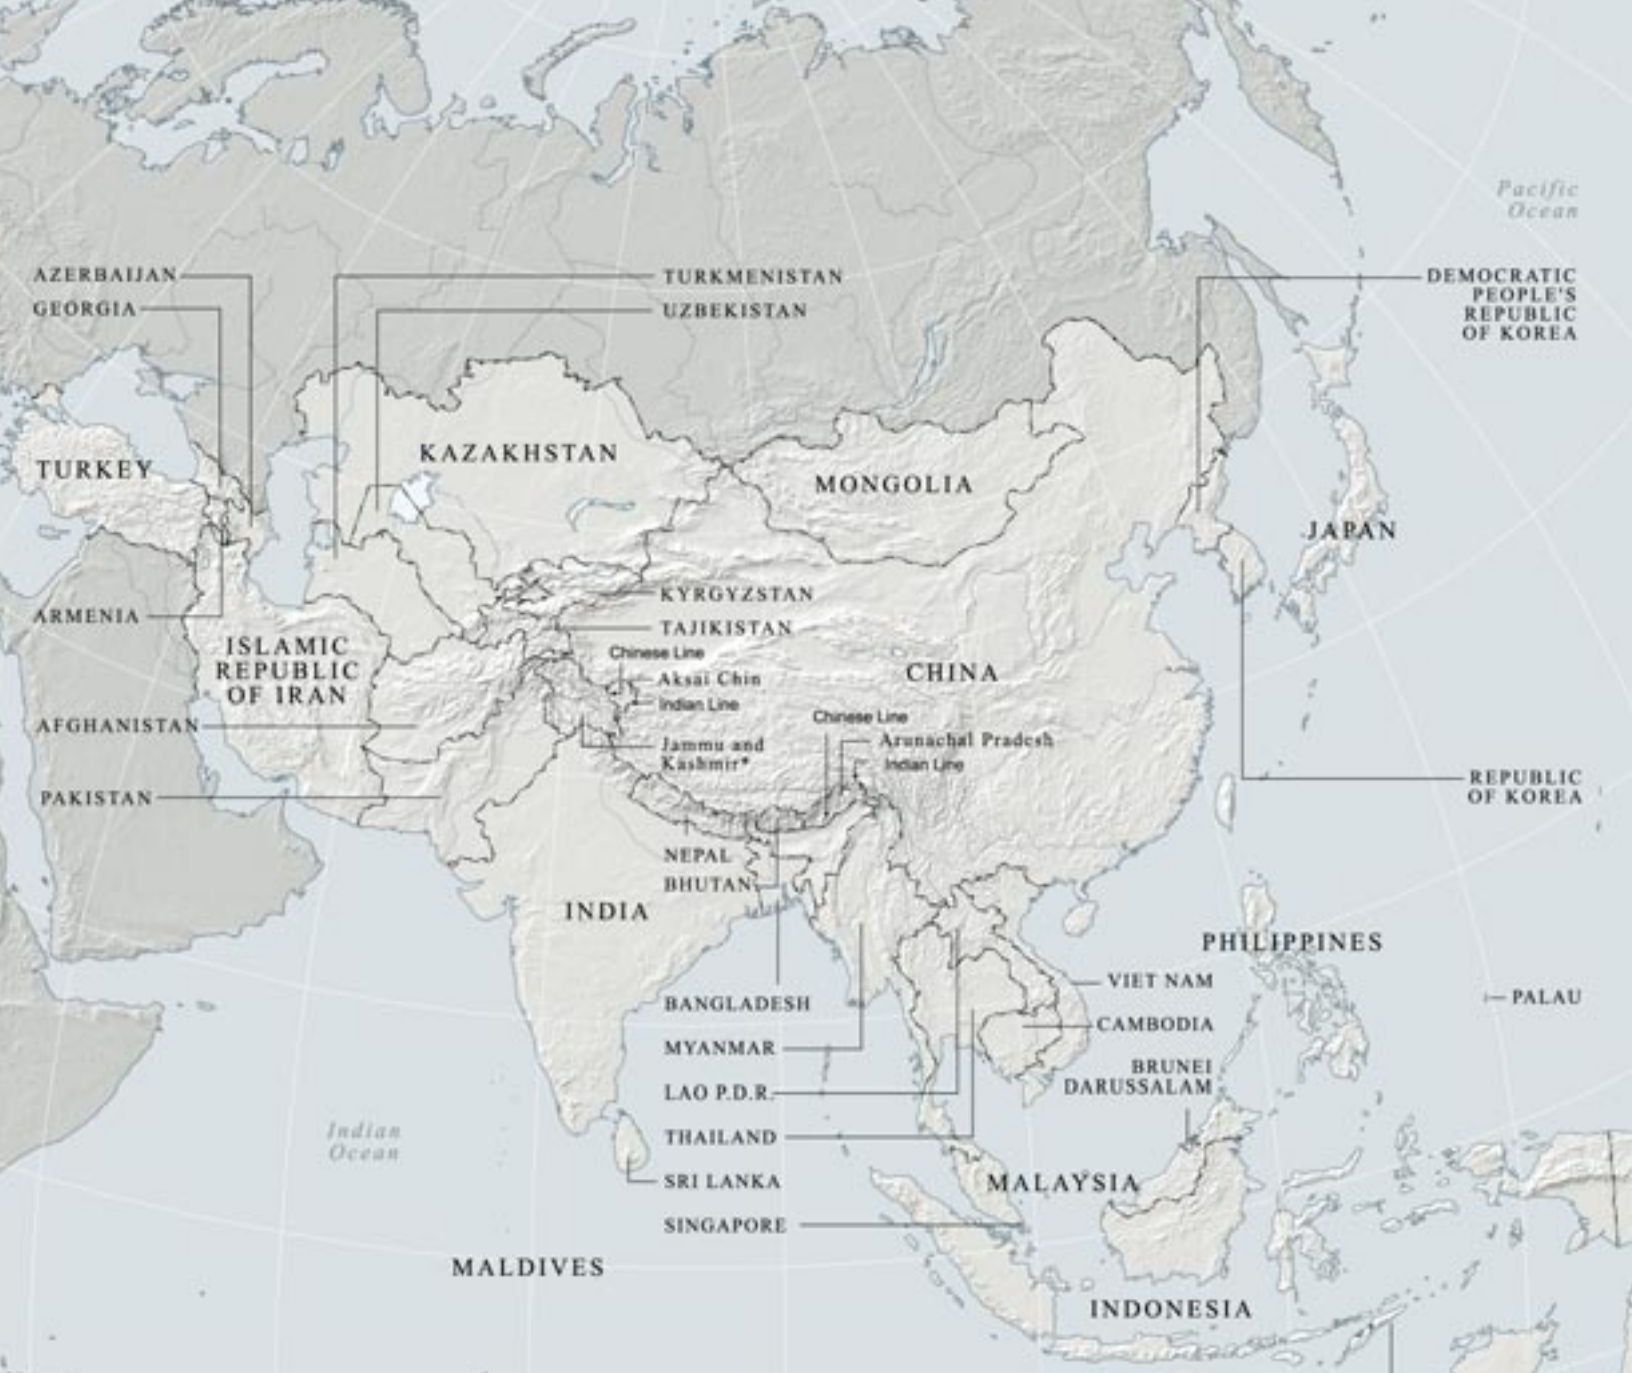 Pacific
Ocean
AZERBAIJAN
TURKMENISTAN
DEMOCRATIC
PEOPLE'S
REPUBLIC
OF KOREA
GEORGIA
UZBEKISTAN
KAZAKHSTAN
TURKEY
MONGOLIA
JAPAN
KYRGYZSTAN
ARMENIA
TAJIKISTAN
ISLAMIC
REPUBLIC
OF IRAN
Chinese Line
CHINA
Aksai Chin
Indian Line
AFGHANISTAN
Chinese Line
Arunachal Pradesh
Indian Line
Jammu and
Kashmir*
REPUBLIC
OF KOREA
PAKISTAN
NEPAL
BHUTAN
INDIA
PHILIPPINES
VIET NAM
PALAU
BANGLADESH
CAMBODIA
MYANMAR
BRUNEI
DARUSSALAM
LAO P.D.R.
Indian
Ocean
THAILAND
SRI LANKA
MALAYSIA
SINGAPORE
MALDIVES
INDONESIA